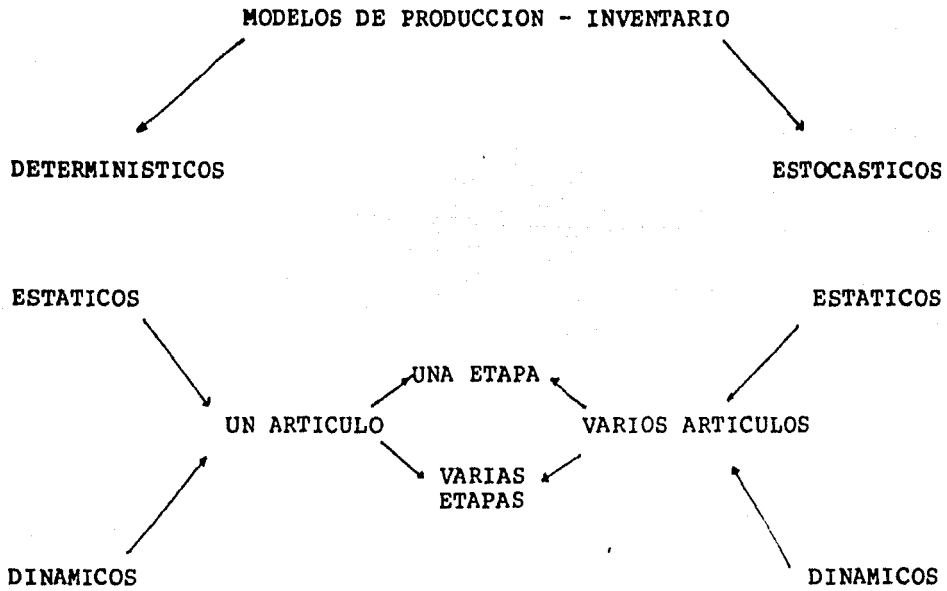 MODELOS DE PRODUCCION - INVENTARIO
DETERMINISTICOS
ESTOCASTICOS
ESTATICOS
ESTATICOS
UNA ETAPA
UN ARTICULO
VARIOS ARTICULOS
VARIAS
ETAPAS
DINAMICOS
DINAMICOS